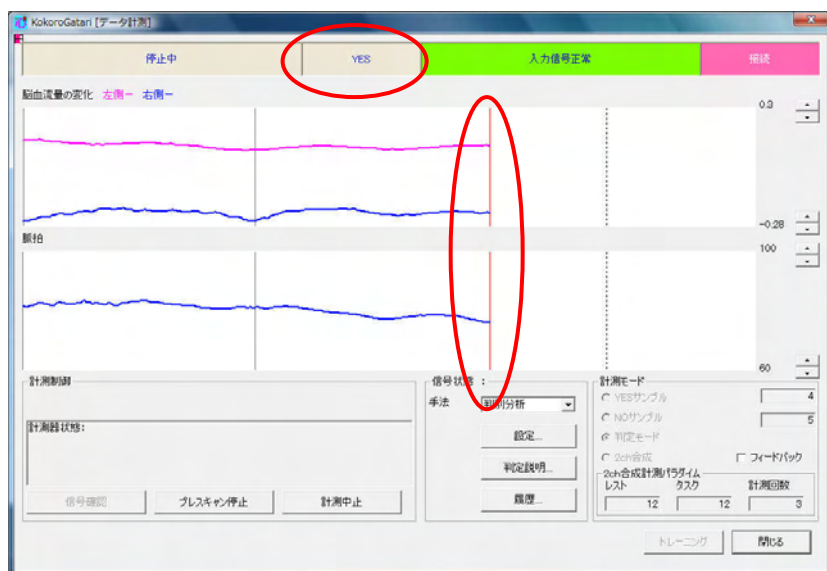 KokoroGatari [データ計測]
停止中 YES 入力信号正常 接続
脳血流量の変化 左側ー 右側ー
0.3
-0.28
脈拍
100
60
計測制御
計測器状態:
信号確認 プレスキャン停止 計測中止
信号状態 :
手法 判別分析
設定...
判定説明...
履歴...
計測モード
YESサンプル 4
NOサンプル 5
判定モード
2ch合成 フィードバック
2ch合成計測パラダイム
レスト タスク 計測回数
12 12 3
トレーニング 閉じる